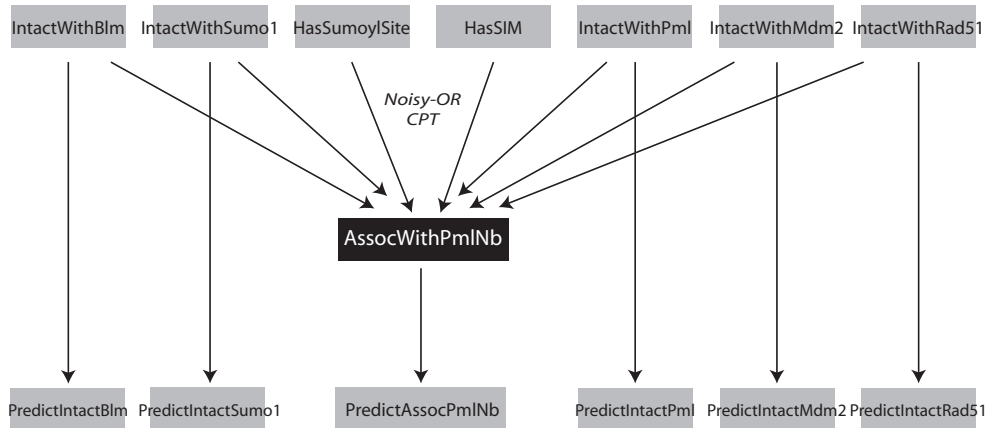 IntactWithBlm
IntactWithSumo1
HasSumoylSite
HasSIM
IntactWithPml
IntactWithMdm2
IntactWithRad51
Noisy-OR
CPT
AssocWithPmlNb
PredictIntactBlm
PredictIntactSumo1
PredictAssocPmlNb
PredictIntactPml
PredictIntactMdm2
PredictIntactRad51